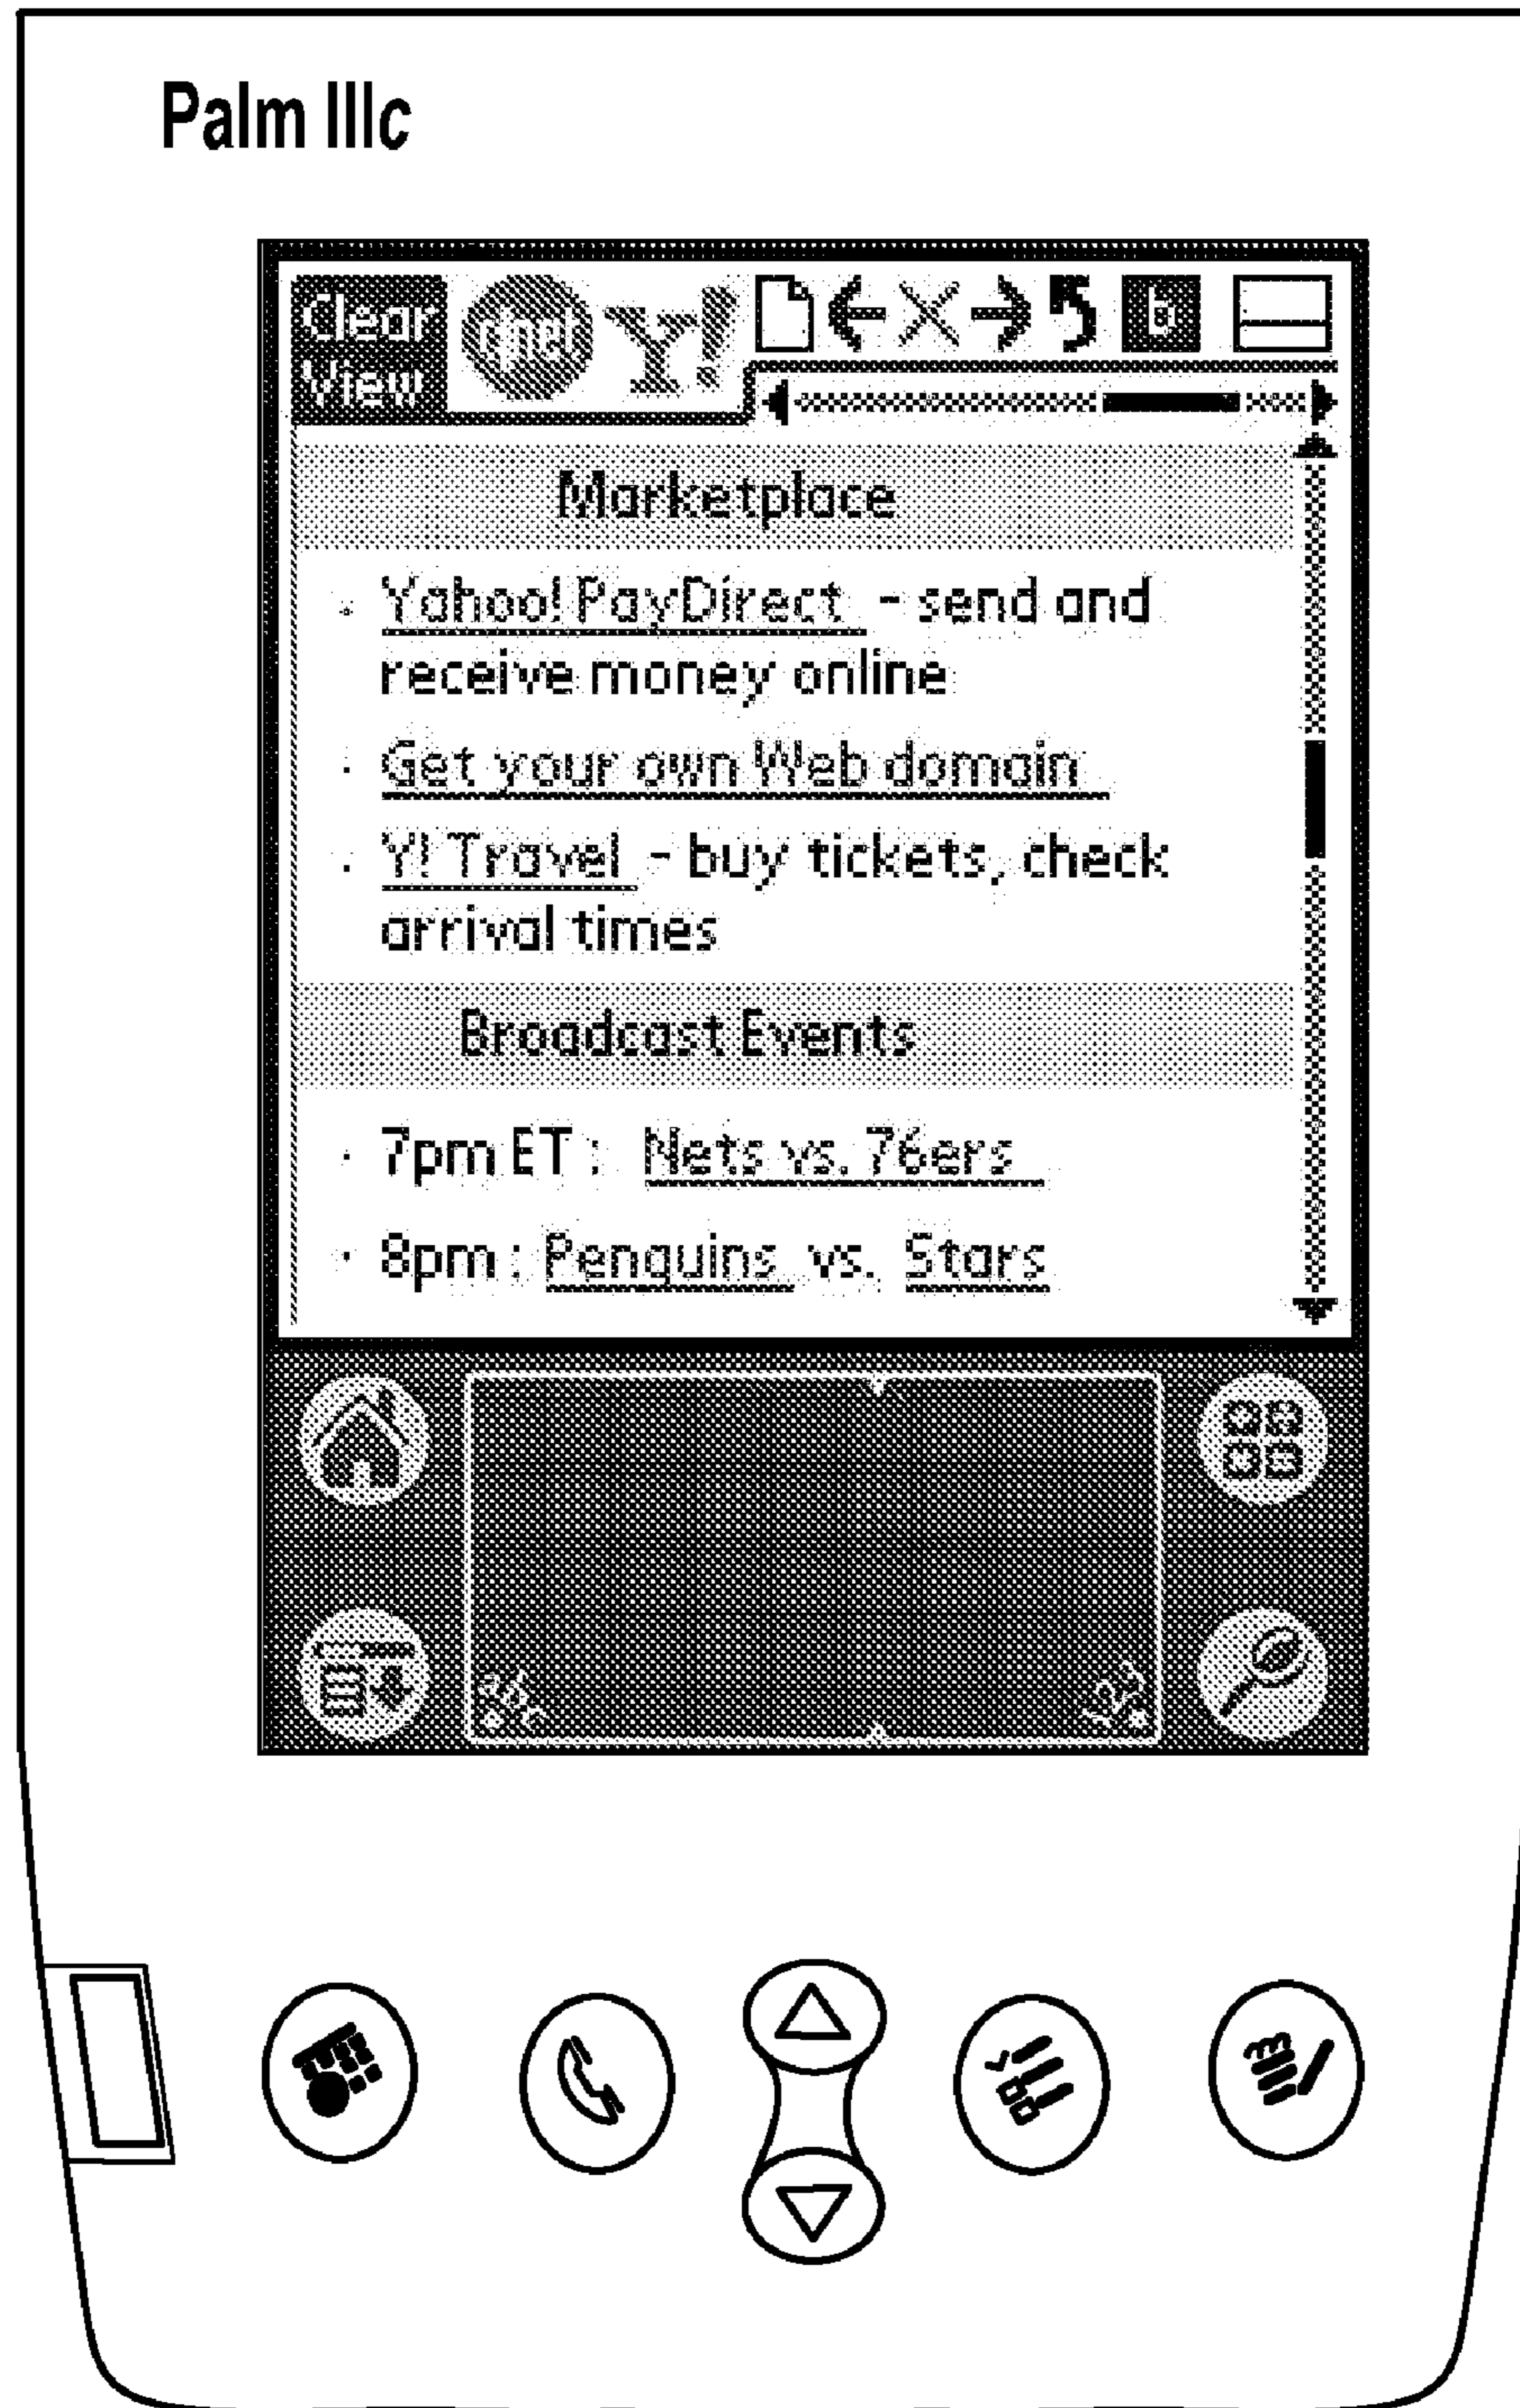 Palm IIIc
Clear
View
cnet
Y!
Marketplace
Yahoo! PayDirect - send and
receive money online
Get your own Web domain
Y! Travel - buy tickets, check
arrival times
Broadcast Events
7pm ET : Nets vs. 76ers
8pm : Penguins vs. Stars